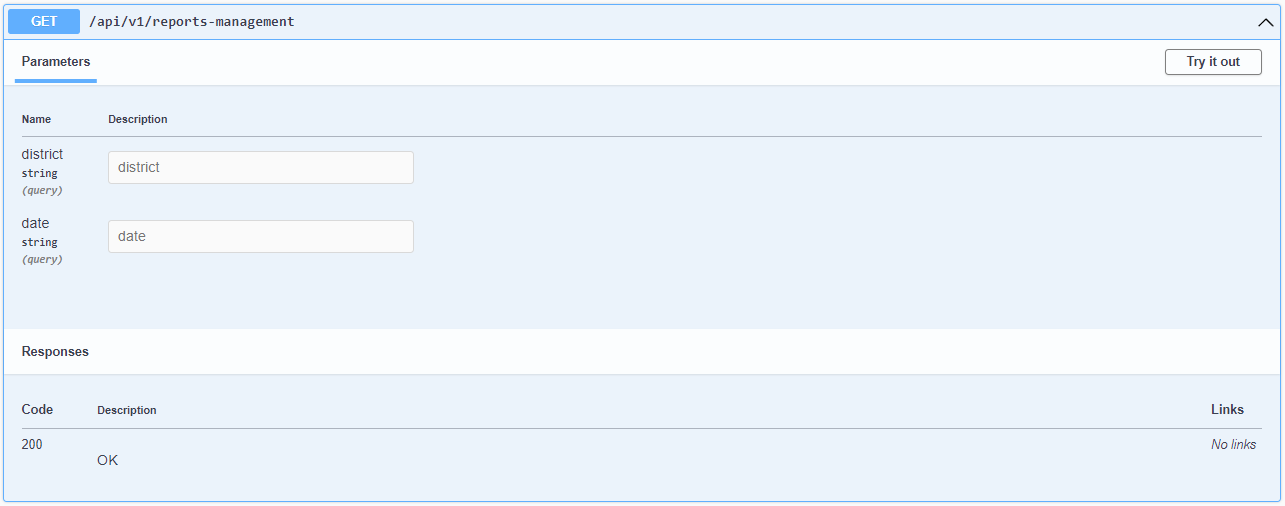 GET /api/v1/reports-management
Parameters Try it out
Name Description
district district
string
(query)
date date
string
(query)
Responses
Code Description Links
200 No links
OK